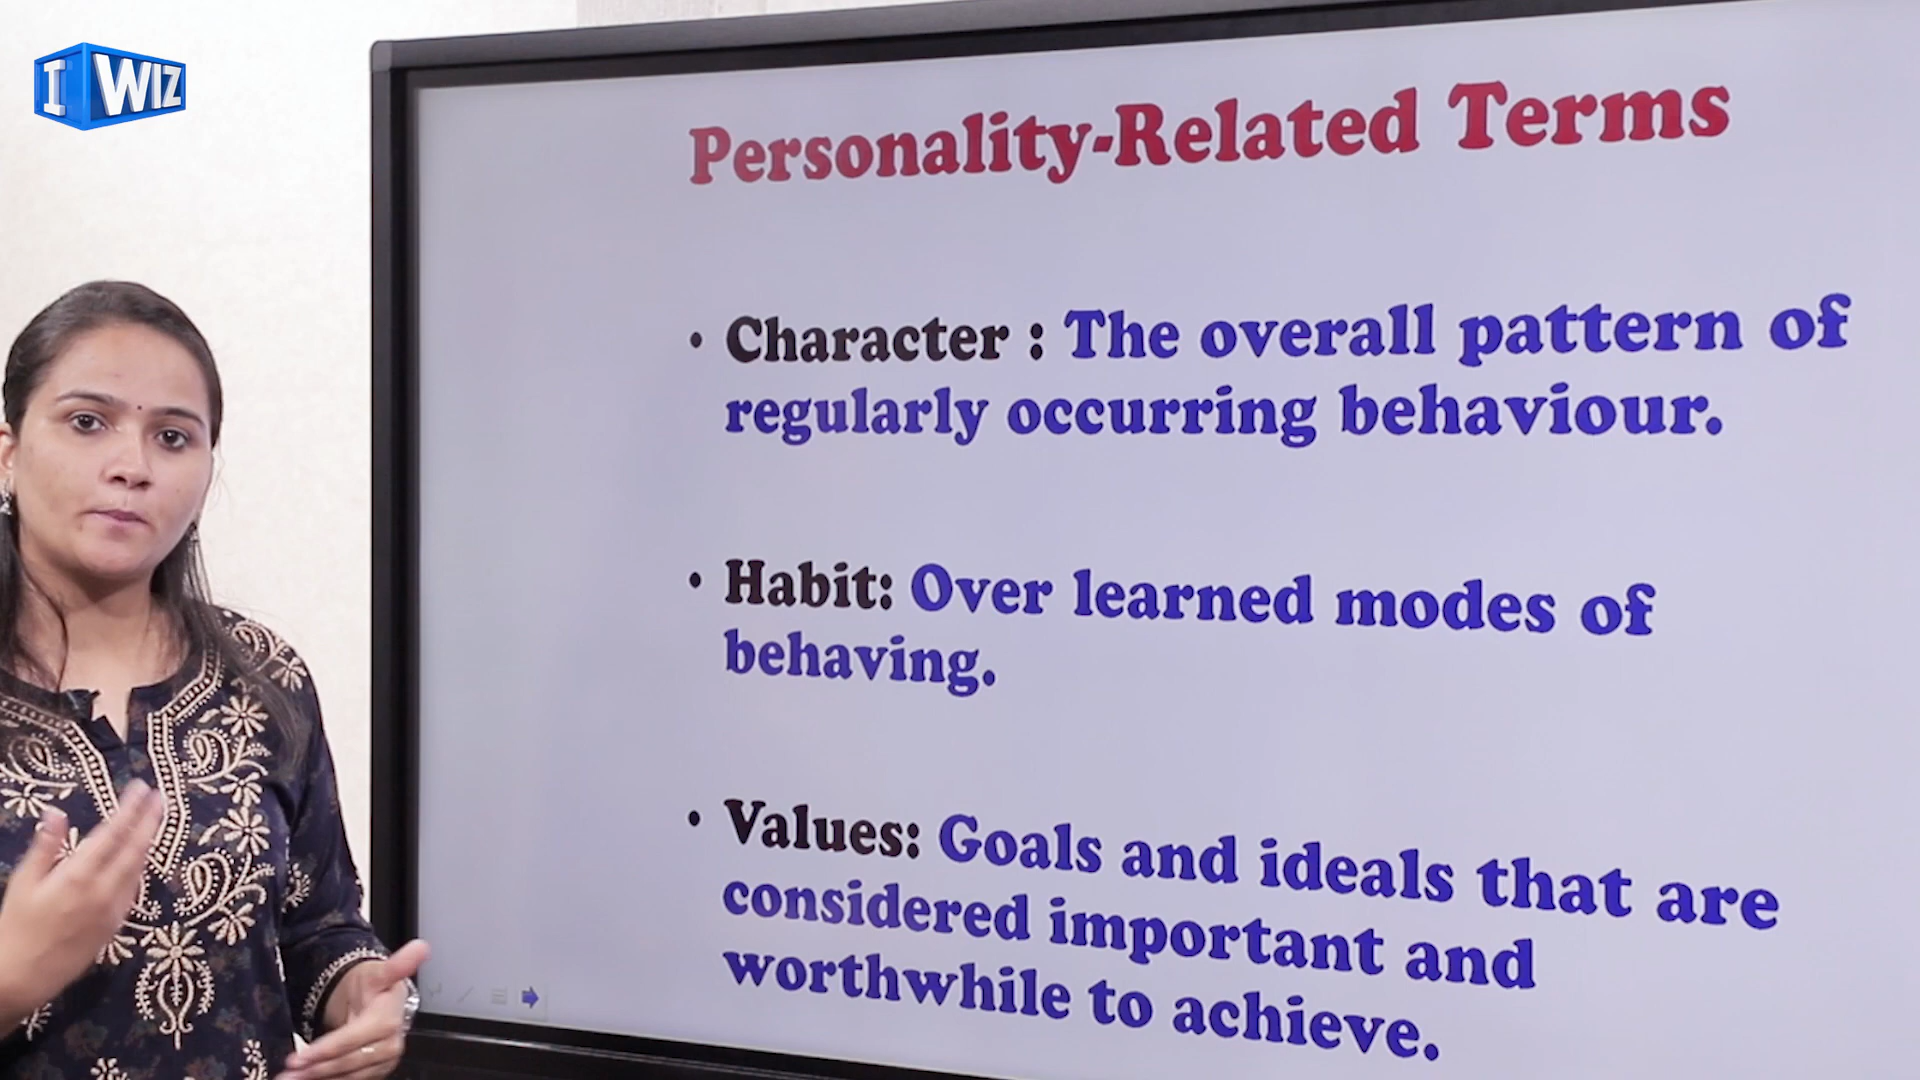 I WIZ
Personality-Related Terms
• Character : The overall pattern of
regularly occurring behaviour.
• Habit: Over learned modes of
behaving.
• Values: Goals and ideals that are
considered important and
worthwhile to achieve.